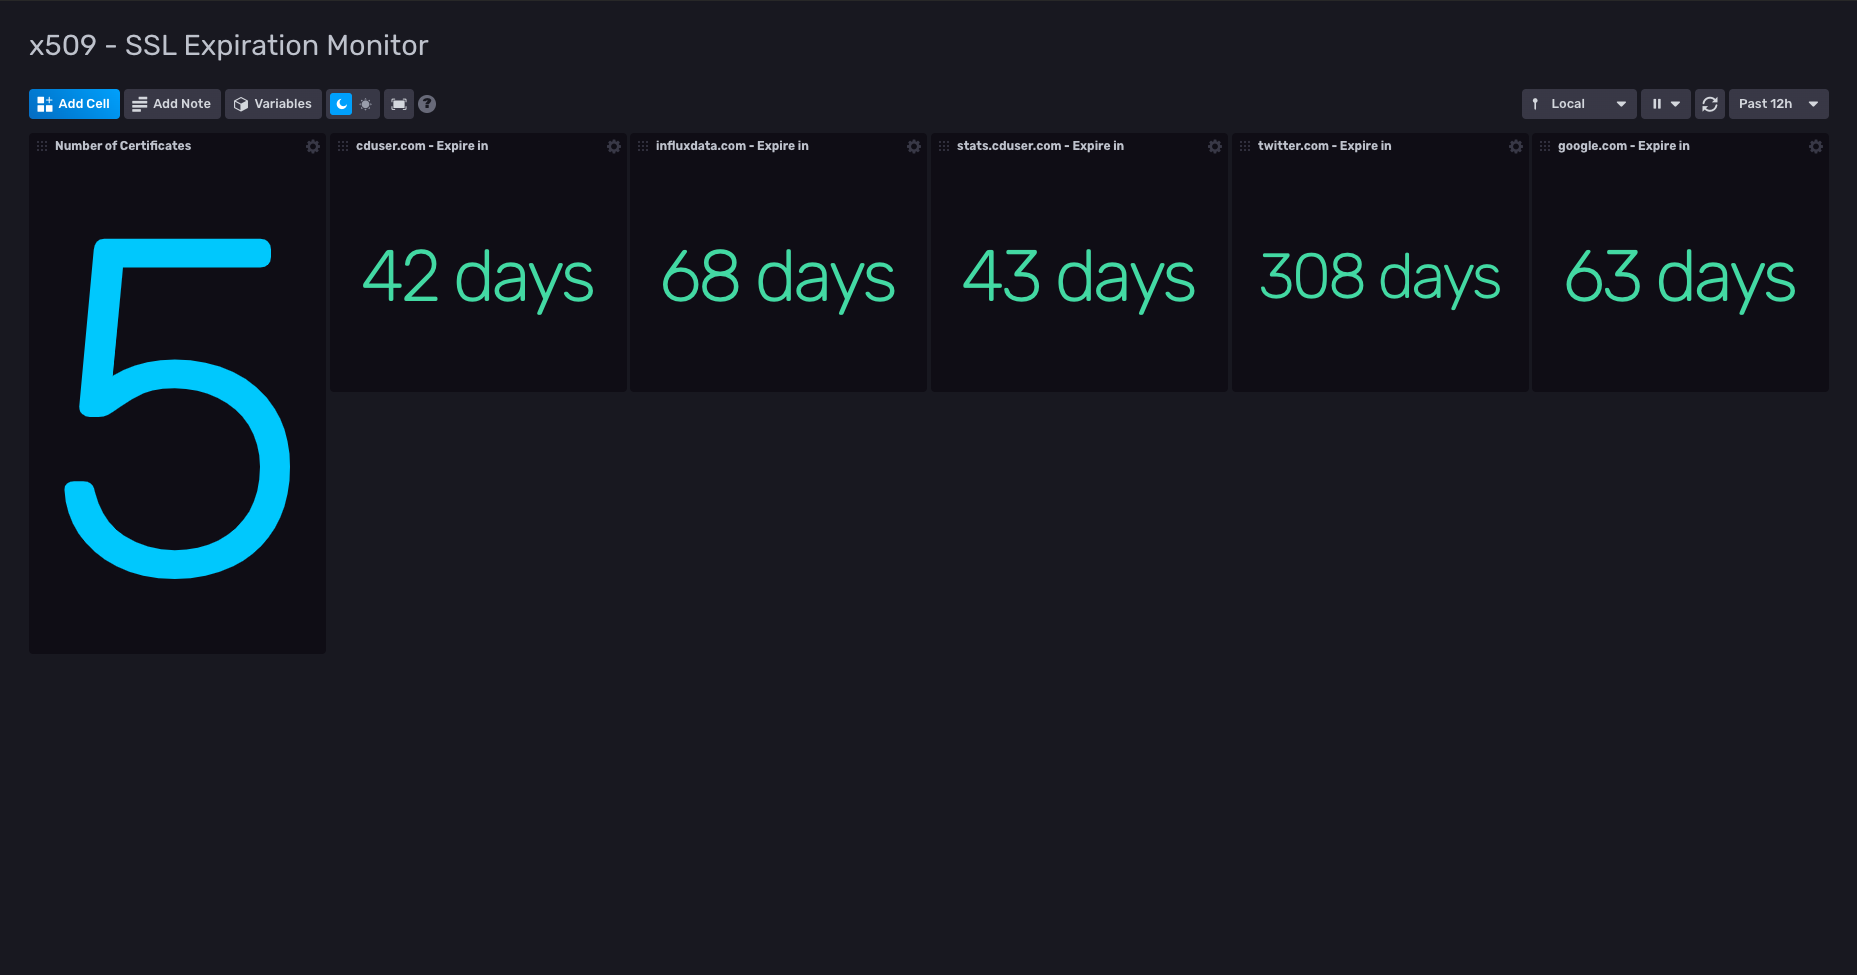 x509 - SSL Expiration Monitor
Add Cell
Add Note
Variables
?
Local
Past 12h
Number of Certificates
5
cduser.com - Expire in
42 days
influxdata.com - Expire in
68 days
stats.cduser.com - Expire in
43 days
twitter.com - Expire in
308 days
google.com - Expire in
63 days